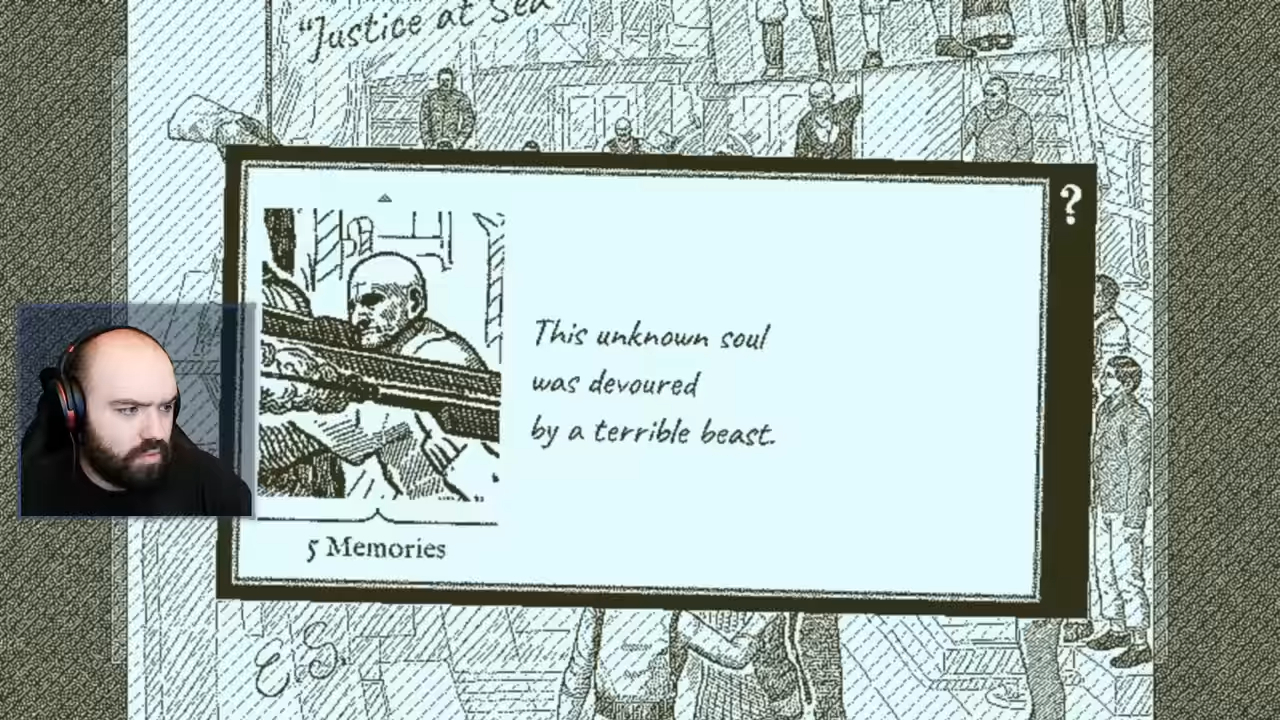 "Justice at Sea
?
This unknown soul
was devoured
by a terrible beast.
5 Memories
E.S.